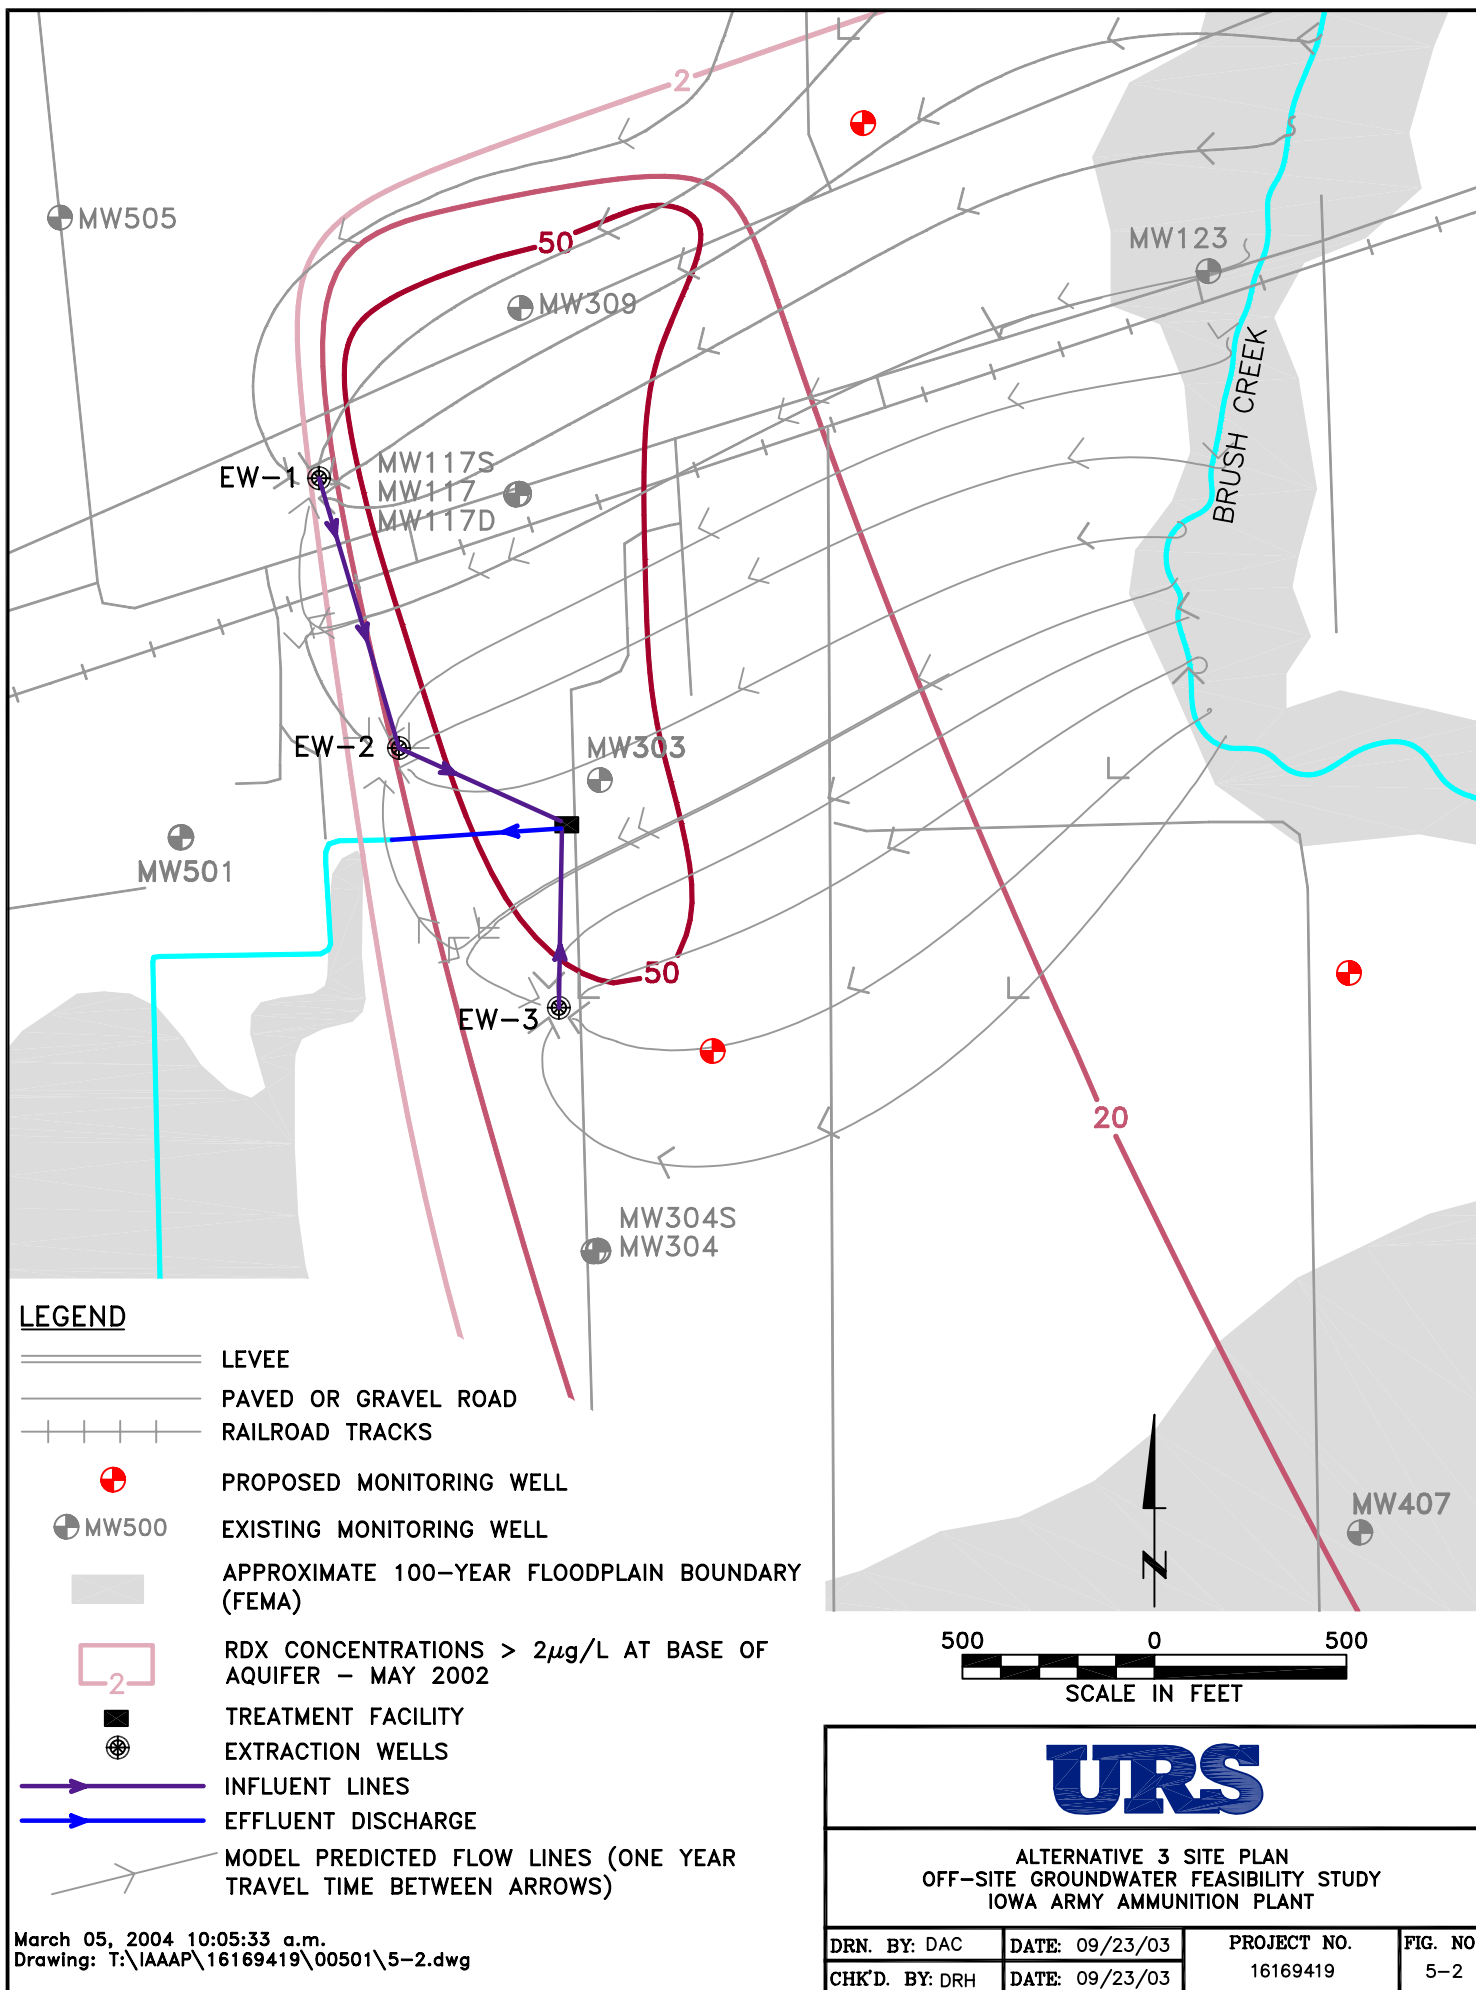 2
MW505
50
MW123
MW309
BRUSH CREEK
EW-1
MW117S
MW117
MW117D
EW-2
MW303
MW501
50
EW-3
20
MW304S
MW304
LEGEND
LEVEE
PAVED OR GRAVEL ROAD
RAILROAD TRACKS
PROPOSED MONITORING WELL
MW500 EXISTING MONITORING WELL
APPROXIMATE 100-YEAR FLOODPLAIN BOUNDARY
(FEMA)
RDX CONCENTRATIONS > 2µg/L AT BASE OF
2 AQUIFER - MAY 2002
TREATMENT FACILITY
EXTRACTION WELLS
INFLUENT LINES
EFFLUENT DISCHARGE
MODEL PREDICTED FLOW LINES (ONE YEAR
TRAVEL TIME BETWEEN ARROWS)
March 05, 2004 10:05:33 a.m.
Drawing: T:\IAAAP\16169419\00501\5-2.dwg
MW407
N
500 0 500
SCALE IN FEET
URS
ALTERNATIVE 3 SITE PLAN
OFF-SITE GROUNDWATER FEASIBILITY STUDY
IOWA ARMY AMMUNITION PLANT
DRN. BY: DAC DATE: 09/23/03 PROJECT NO. FIG. NO
CHK'D. BY: DRH DATE: 09/23/03 16169419 5-2